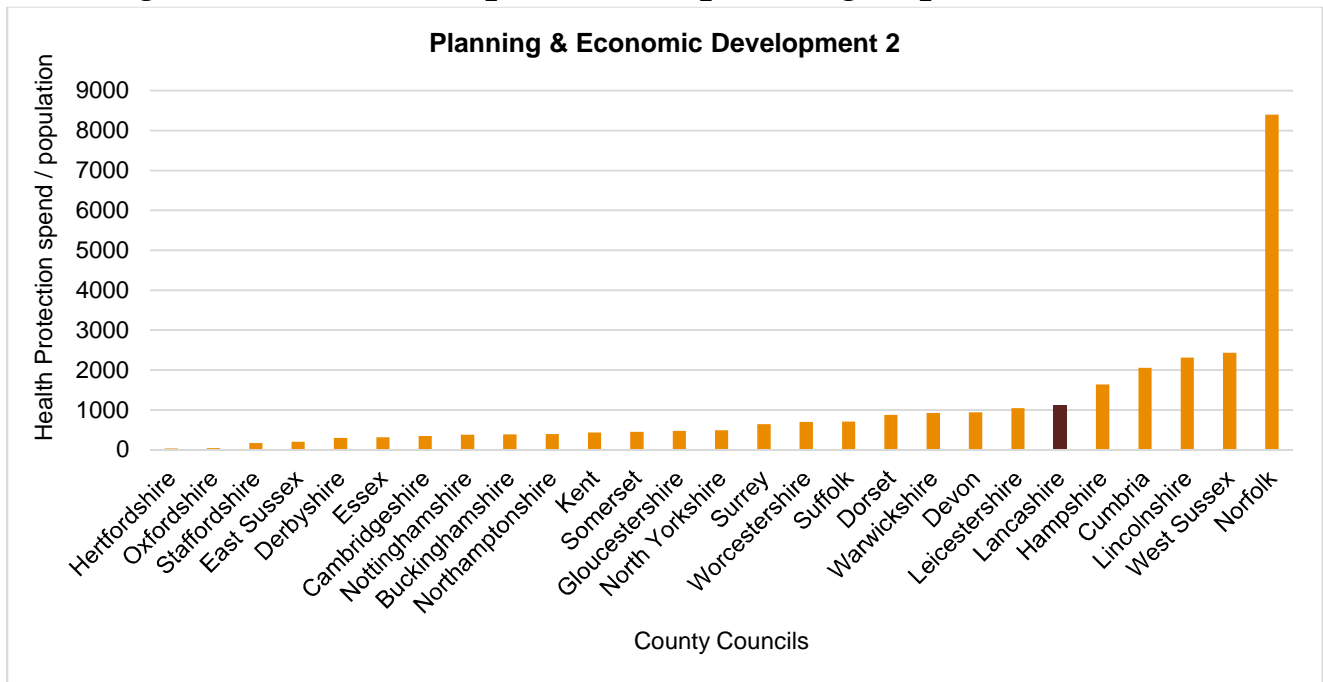 Planning & Economic Development 2
Health Protection spend / population
9000
8000
7000
6000
5000
4000
3000
2000
1000
0
Hertfordshire
Oxfordshire
Staffordshire
East Sussex
Derbyshire
Essex
Cambridgeshire
Nottinghamshire
Buckinghamshire
Northamptonshire
Kent
Somerset
Gloucestershire
North Yorkshire
Surrey
Worcestershire
Suffolk
Dorset
Warwickshire
Devon
Leicestershire
Lancashire
Hampshire
Cumbria
Lincolnshire
West Sussex
Norfolk
County Councils